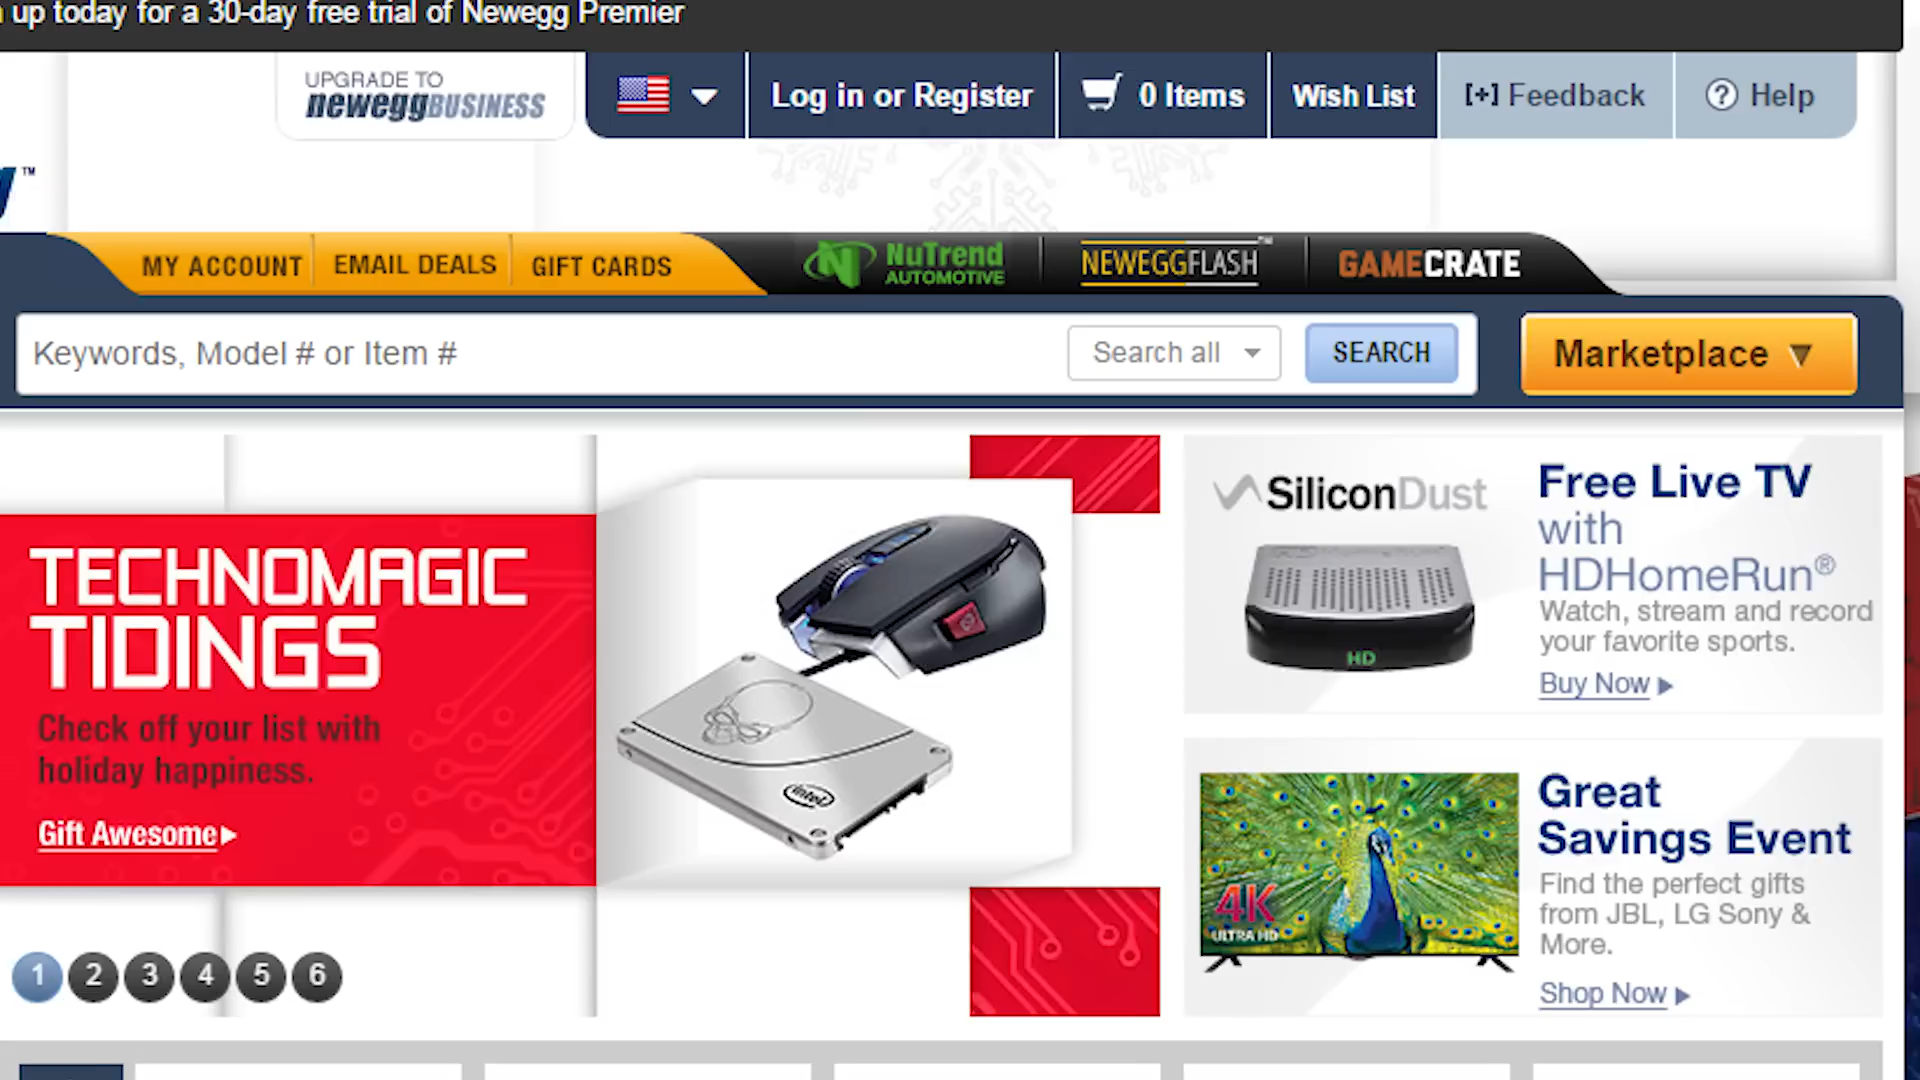 up today for a 30-day free trial of Newegg Premier
UPGRADE TO
neweggBUSINESS
Log in or Register
0 Items
Wish List
[+] Feedback
? Help
™
MY ACCOUNT
EMAIL DEALS
GIFT CARDS
NuTrend
AUTOMOTIVE
NEWEGGFLASH™
GAMECRATE
Keywords, Model # or Item #
Search all
SEARCH
Marketplace
TECHNOMAGIC
TIDINGS
Check off your list with
holiday happiness.
Gift Awesome
intel
1 2 3 4 5 6
SiliconDust
HD
Free Live TV
with
HDHomeRun®
Watch, stream and record
your favorite sports.
Buy Now
4K
ULTRA HD
Great
Savings Event
Find the perfect gifts
from JBL, LG Sony &
More.
Shop Now